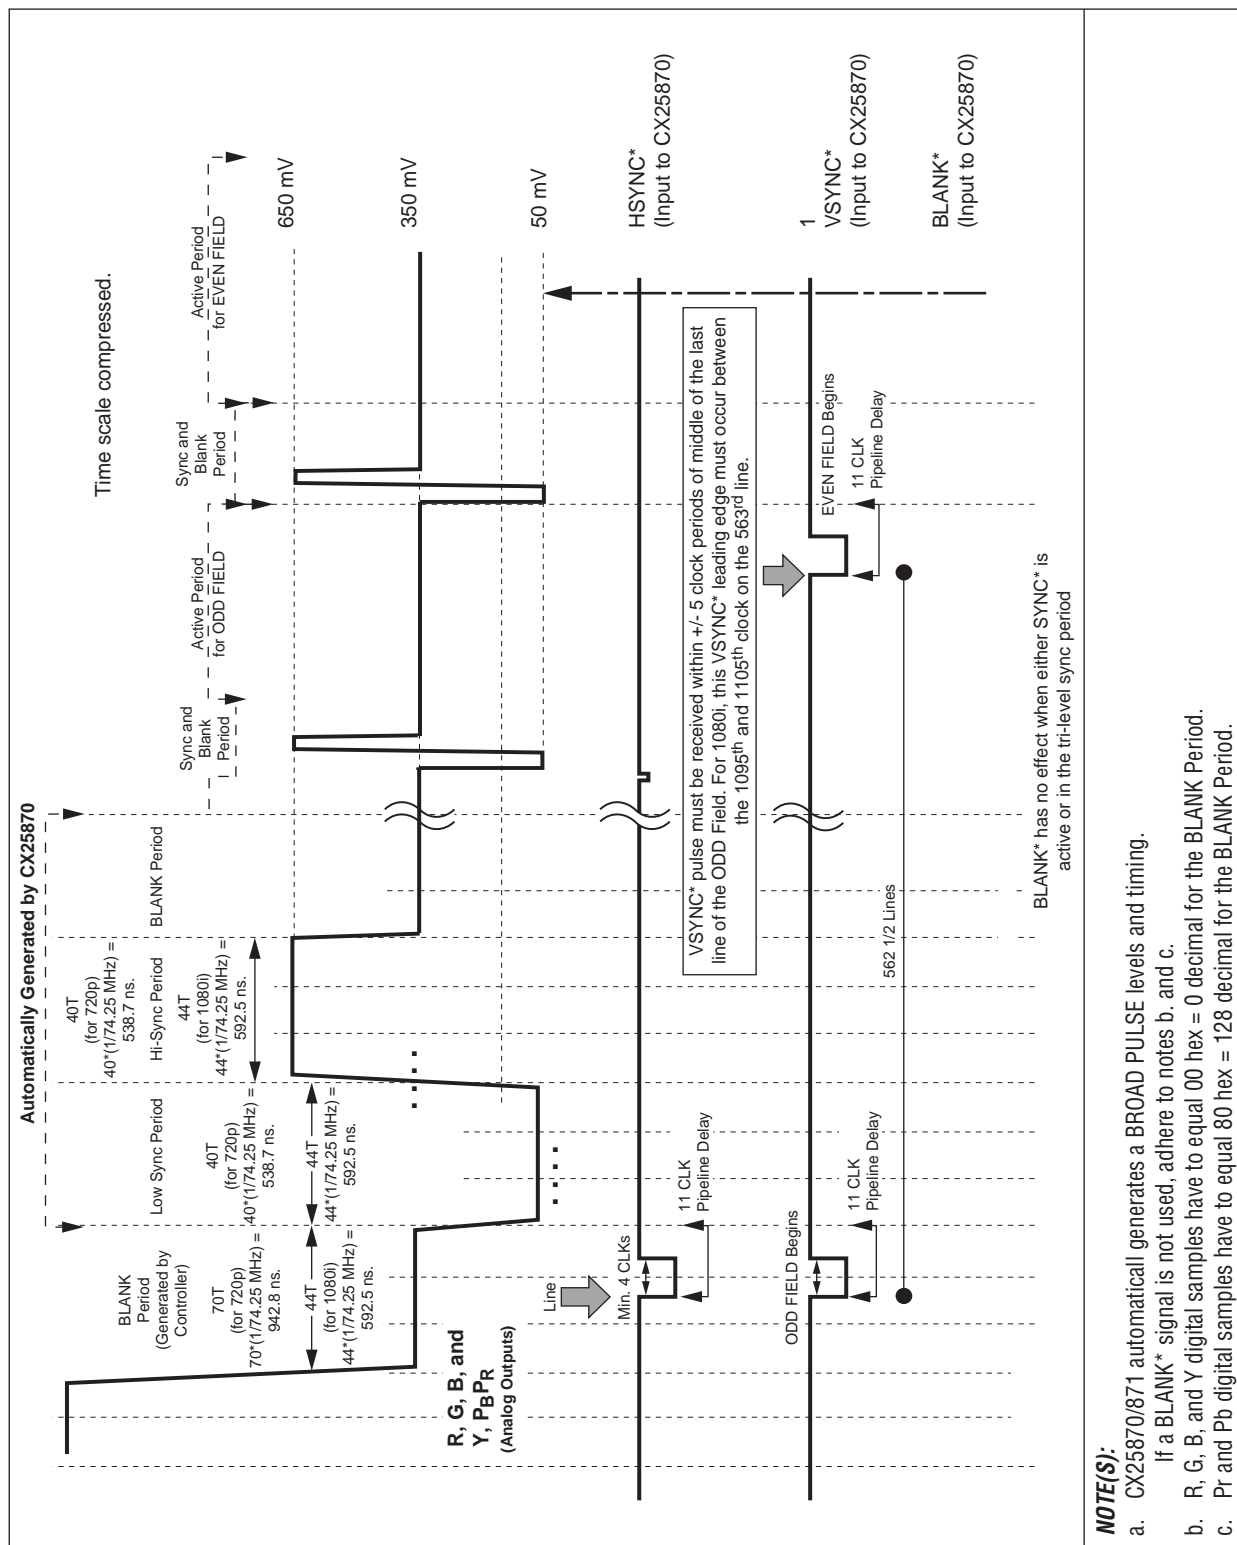 Automatically Generated by CX25870
Time scale compressed.
BLANK
Period
(Generated by
Controller)
70T
(for 720p)
70*(1/74.25 MHz) =
942.8 ns.
44T
(for 1080i)
44*(1/74.25 MHz) =
592.5 ns.
Low Sync Period
40T
(for 720p)
40*(1/74.25 MHz) =
538.7 ns.
44T
44*(1/74.25 MHz) =
592.5 ns.
40T
(for 720p)
40*(1/74.25 MHz) =
538.7 ns.
Hi-Sync Period
44T
(for 1080i)
44*(1/74.25 MHz) =
592.5 ns.
BLANK Period
Sync and
Blank
Period
Active Period
for ODD FIELD
Sync and
Blank
Period
Active Period
for EVEN FIELD
650 mV
350 mV
50 mV
R, G, B, and
Y, PBPR
(Analog Outputs)
Line
Min. 4 CLKs
11 CLK
Pipeline Delay
HSYNC*
(Input to CX25870)
VSYNC* pulse must be received within +/- 5 clock periods of middle of the last
line of the ODD Field. For 1080i, this VSYNC* leading edge must occur between
the 1095th and 1105th clock on the 563rd line.
ODD FIELD Begins
11 CLK
Pipeline Delay
EVEN FIELD Begins
11 CLK
Pipeline Delay
1
VSYNC*
(Input to CX25870)
562 1/2 Lines
BLANK*
(Input to CX25870)
BLANK* has no effect when either SYNC* is
active or in the tri-level sync period
NOTE(S):
a. CX25870/871 automaticall generates a BROAD PULSE levels and timing.
If a BLANK* signal is not used, adhere to notes b. and c.
b. R, G, B, and Y digital samples have to equal 00 hex = 0 decimal for the BLANK Period.
c. Pr and Pb digital samples have to equal 80 hex = 128 decimal for the BLANK Period.